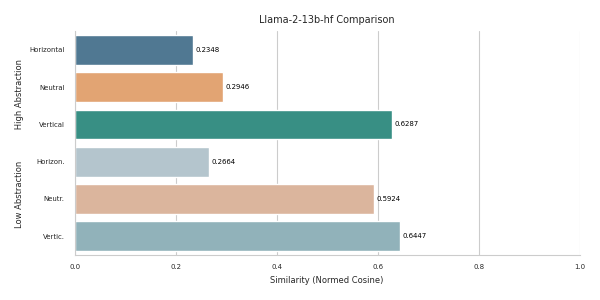 Llama-2-13b-hf Comparison
High Abstraction
Horizontal
0.2348
Neutral
0.2946
Vertical
0.6287
Low Abstraction
Horizon.
0.2664
Neutr.
0.5924
Vertic.
0.6447
0.0 0.2 0.4 0.6 0.8 1.0
Similarity (Normed Cosine)